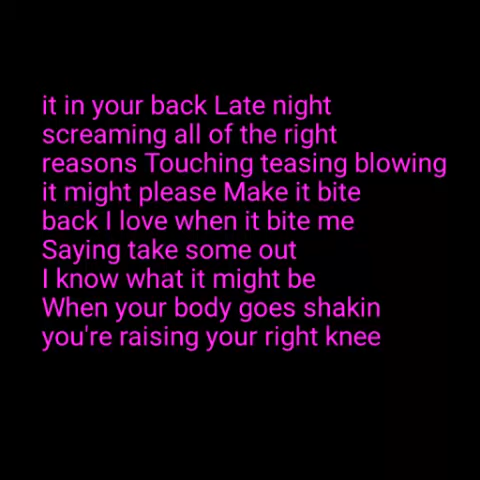 it in your back Late night
screaming all of the right
reasons Touching teasing blowing
it might please Make it bite
back I love when it bite me
Saying take some out
I know what it might be
When your body goes shakin
you're raising your right knee